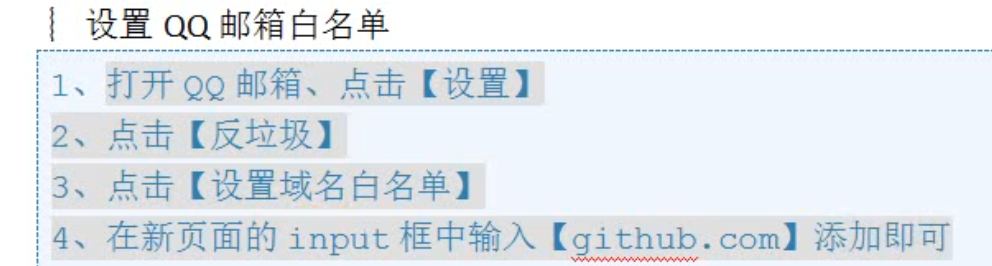 设置 QQ 邮箱白名单
1、打开 QQ 邮箱、点击【设置】
2、点击【反垃圾】
3、点击【设置域名白名单】
4、在新页面的 input 框中输入【github.com】添加即可